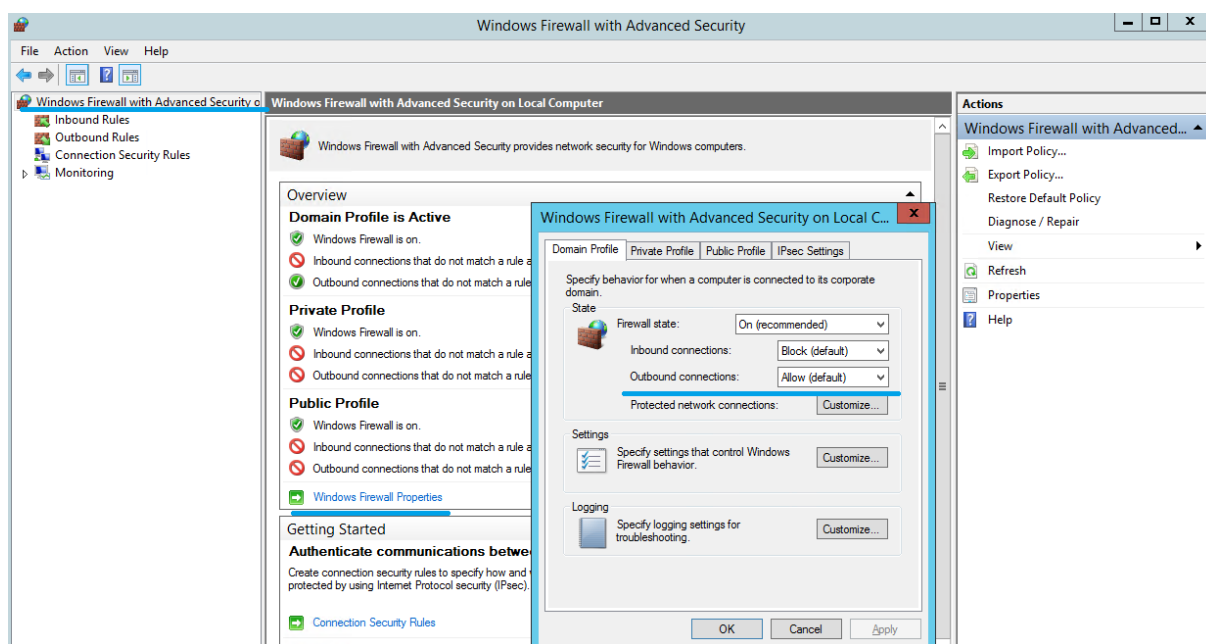 Windows Firewall with Advanced Security
File Action View Help
Windows Firewall with Advanced Security o
Inbound Rules
Outbound Rules
Connection Security Rules
Monitoring
Windows Firewall with Advanced Security on Local Computer
Windows Firewall with Advanced Security provides network security for Windows computers.
Overview
Domain Profile is Active
Windows Firewall is on.
Inbound connections that do not match a rule a
Outbound connections that do not match a rule
Private Profile
Windows Firewall is on.
Inbound connections that do not match a rule a
Outbound connections that do not match a rule
Public Profile
Windows Firewall is on.
Inbound connections that do not match a rule a
Outbound connections that do not match a rule
Windows Firewall Properties
Getting Started
Authenticate communications betwe
Create connection security rules to specify how and
protected by using Internet Protocol security (IPsec).
Connection Security Rules
Windows Firewall with Advanced Security on Local C...
Domain Profile Private Profile Public Profile IPsec Settings
Specify behavior for when a computer is connected to its corporate
domain.
State
Firewall state: On (recommended)
Inbound connections: Block (default)
Outbound connections: Allow (default)
Protected network connections: Customize...
Settings
Specify settings that control Windows
Firewall behavior.
Customize...
Logging
Specify logging settings for
troubleshooting.
Customize...
OK Cancel Apply
Actions
Windows Firewall with Advanced...
Import Policy...
Export Policy...
Restore Default Policy
Diagnose / Repair
View
Refresh
Properties
Help